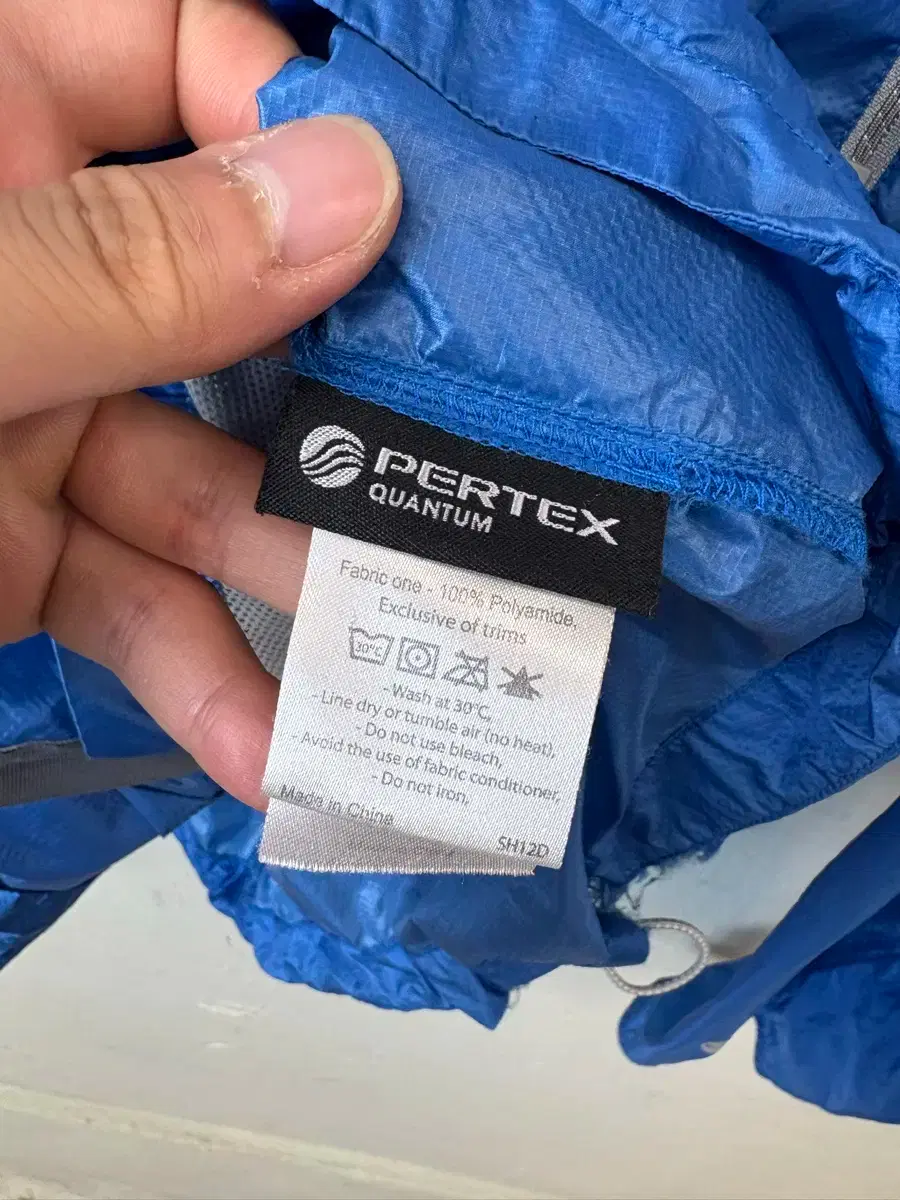 PERTEX
QUANTUM
Fabric one - 100% Polyamide,
Exclusive of trims
30°C
- Wash at 30°C,
- Line dry or tumble air (no heat),
- Do not use bleach,
- Avoid the use of fabric conditioner,
- Do not iron,
Made in China
SH12D